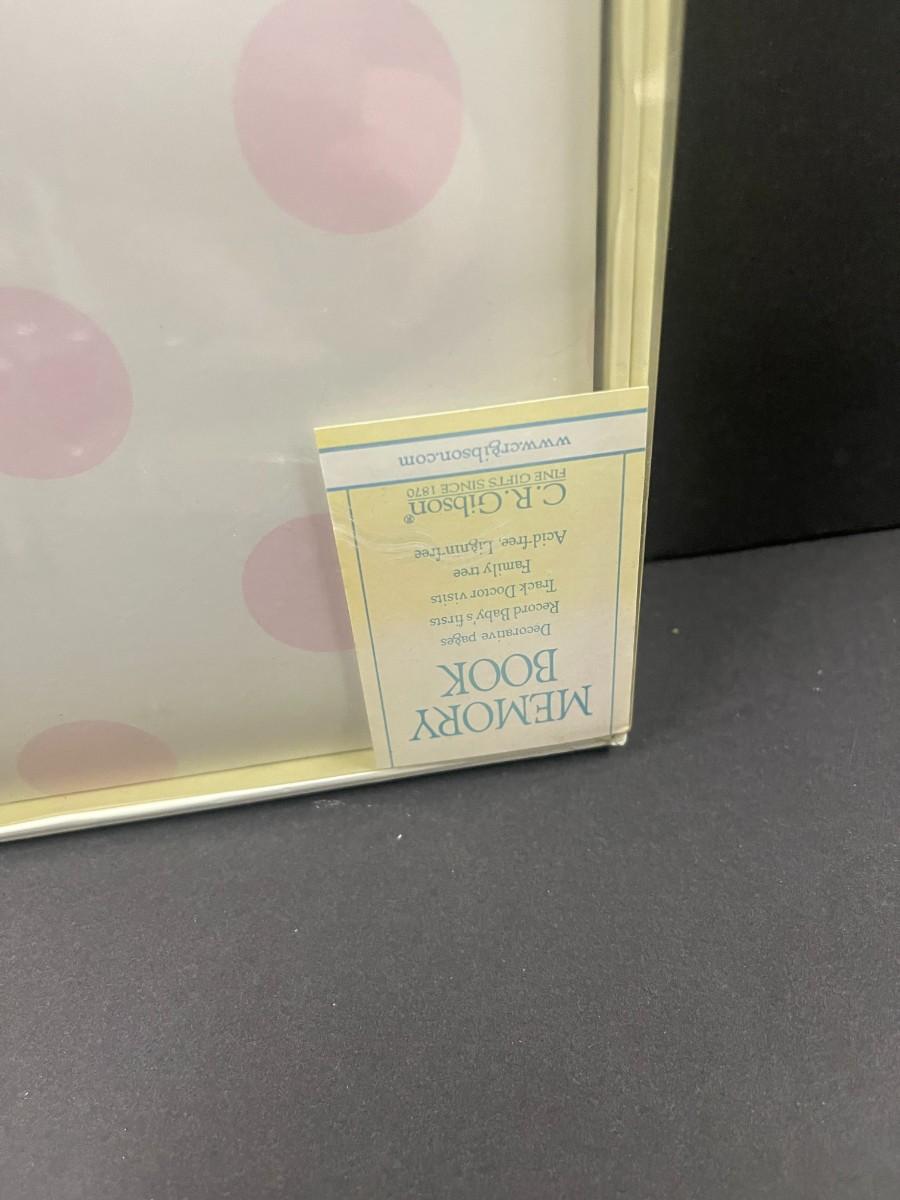 MEMORY
BOOK
Decorative pages
Record Baby's firsts
Track Doctor visits
Family tree
Acid-free, Lignin-free
C.R.Gibson®
FINE GIFTS SINCE 1870
www.crgibson.com